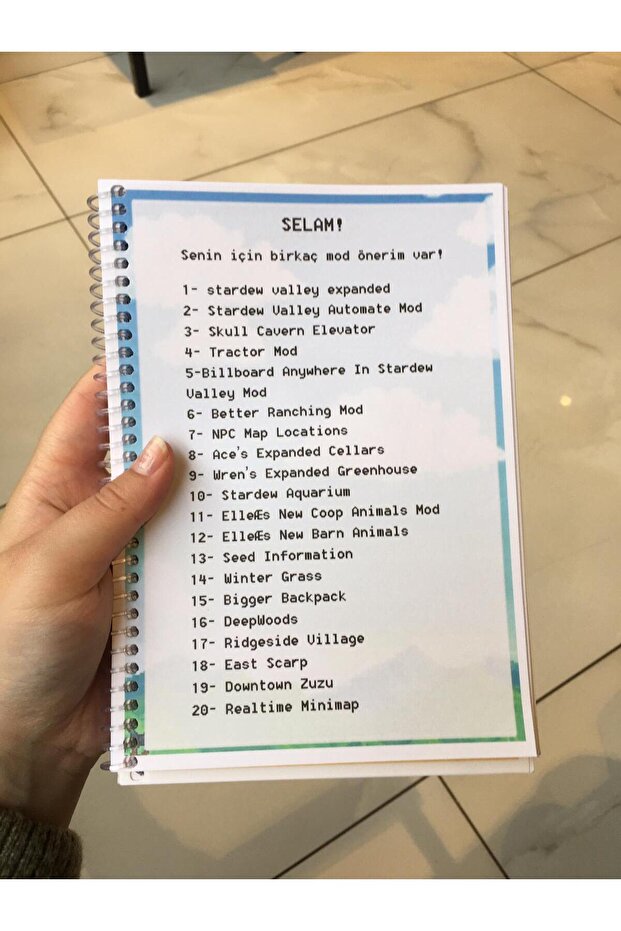 SELAM!
Senin için birkaç mod önerim var!
1- stardew valley expanded
2- Stardew Valley Automate Mod
3- Skull Cavern Elevator
4- Tractor Mod
5-Billboard Anywhere In Stardew
Valley Mod
6- Better Ranching Mod
7- NPC Map Locations
8- Ace's Expanded Cellars
9- Wren's Expanded Greenhouse
10- Stardew Aquarium
11- ElleÆs New Coop Animals Mod
12- ElleÆs New Barn Animals
13- Seed Information
14- Winter Grass
15- Bigger Backpack
16- DeepWoods
17- Ridgeside Village
18- East Scarp
19- Downtown Zuzu
20- Realtime Minimap